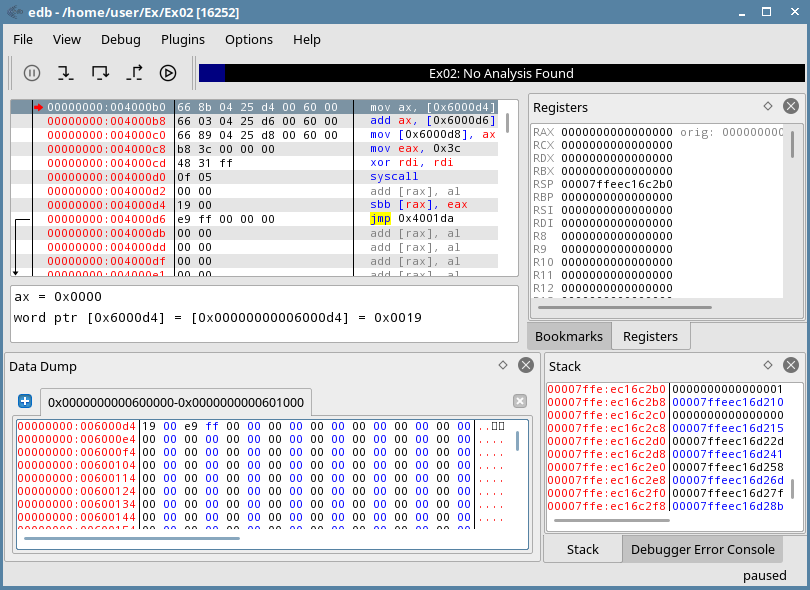 edb - /home/user/Ex/Ex02 [16252]
File View Debug Plugins Options Help
Ex02: No Analysis Found
00000000:004000b0 66 8b 04 25 d4 00 60 00 mov ax, [0x6000d4]
00000000:004000b8 66 03 04 25 d6 00 60 00 add ax, [0x6000d6]
00000000:004000c0 66 89 04 25 d8 00 60 00 mov [0x6000d8], ax
00000000:004000c8 b8 3c 00 00 00 mov eax, 0x3c
00000000:004000cd 48 31 ff xor rdi, rdi
00000000:004000d0 0f 05 syscall
00000000:004000d2 00 00 add [rax], al
00000000:004000d4 19 00 sbb [rax], eax
00000000:004000d6 e9 ff 00 00 00 jmp 0x4001da
00000000:004000db 00 00 add [rax], al
00000000:004000dd 00 00 add [rax], al
00000000:004000df 00 00 add [rax], al
00000000:004000e1 00 00 add [rax], al
ax = 0x0000
word ptr [0x6000d4] = [0x00000000006000d4] = 0x0019
Registers
RAX 0000000000000000 orig: 00000000
RCX 0000000000000000
RDX 0000000000000000
RBX 0000000000000000
RSP 00007ffeec16c2b0
RBP 0000000000000000
RSI 0000000000000000
RDI 0000000000000000
R8 0000000000000000
R9 0000000000000000
R10 0000000000000000
R11 0000000000000000
R12 0000000000000000
Bookmarks Registers
Data Dump
0x0000000000600000-0x0000000000601000
00000000:006000d4 19 00 e9 ff 00 00 00 00 00 00 00 00 00 00 00 00 ..
00000000:006000e4 00 00 00 00 00 00 00 00 00 00 00 00 00 00 00 00 ....
00000000:006000f4 00 00 00 00 00 00 00 00 00 00 00 00 00 00 00 00 ....
00000000:00600104 00 00 00 00 00 00 00 00 00 00 00 00 00 00 00 00 ....
00000000:00600114 00 00 00 00 00 00 00 00 00 00 00 00 00 00 00 00 ....
00000000:00600124 00 00 00 00 00 00 00 00 00 00 00 00 00 00 00 00 ....
00000000:00600134 00 00 00 00 00 00 00 00 00 00 00 00 00 00 00 00 ....
00000000:00600144 00 00 00 00 00 00 00 00 00 00 00 00 00 00 00 00 ....
Stack
00007ffe:ec16c2b0 0000000000000001
00007ffe:ec16c2b8 00007ffeec16d210
00007ffe:ec16c2c0 0000000000000000
00007ffe:ec16c2c8 00007ffeec16d215
00007ffe:ec16c2d0 00007ffeec16d22d
00007ffe:ec16c2d8 00007ffeec16d241
00007ffe:ec16c2e0 00007ffeec16d258
00007ffe:ec16c2e8 00007ffeec16d26d
00007ffe:ec16c2f0 00007ffeec16d27f
00007ffe:ec16c2f8 00007ffeec16d28b
Stack Debugger Error Console
paused